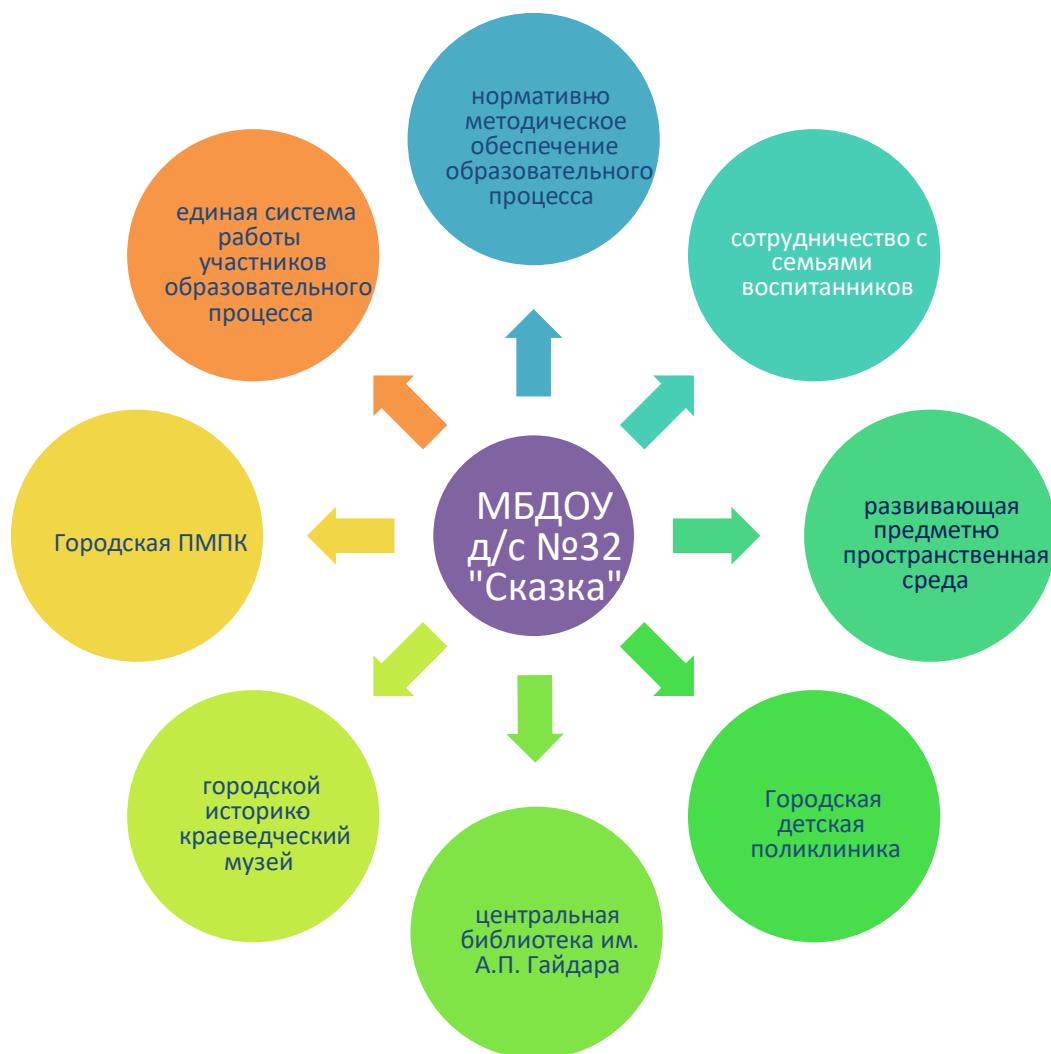 нормативно-
методическое
обеспечение
образовательного
процесса
сотрудничество с
семьями
воспитанников
развивающая
предметно-
пространственная
среда
Городская
детская
поликлиника
центральная
библиотека им.
А.П. Гайдара
городской
историко-
краеведческий
музей
Городская ПМПК
единая система
работы
участников
образовательного
процесса
МБДОУ
д/с №32
"Сказка"